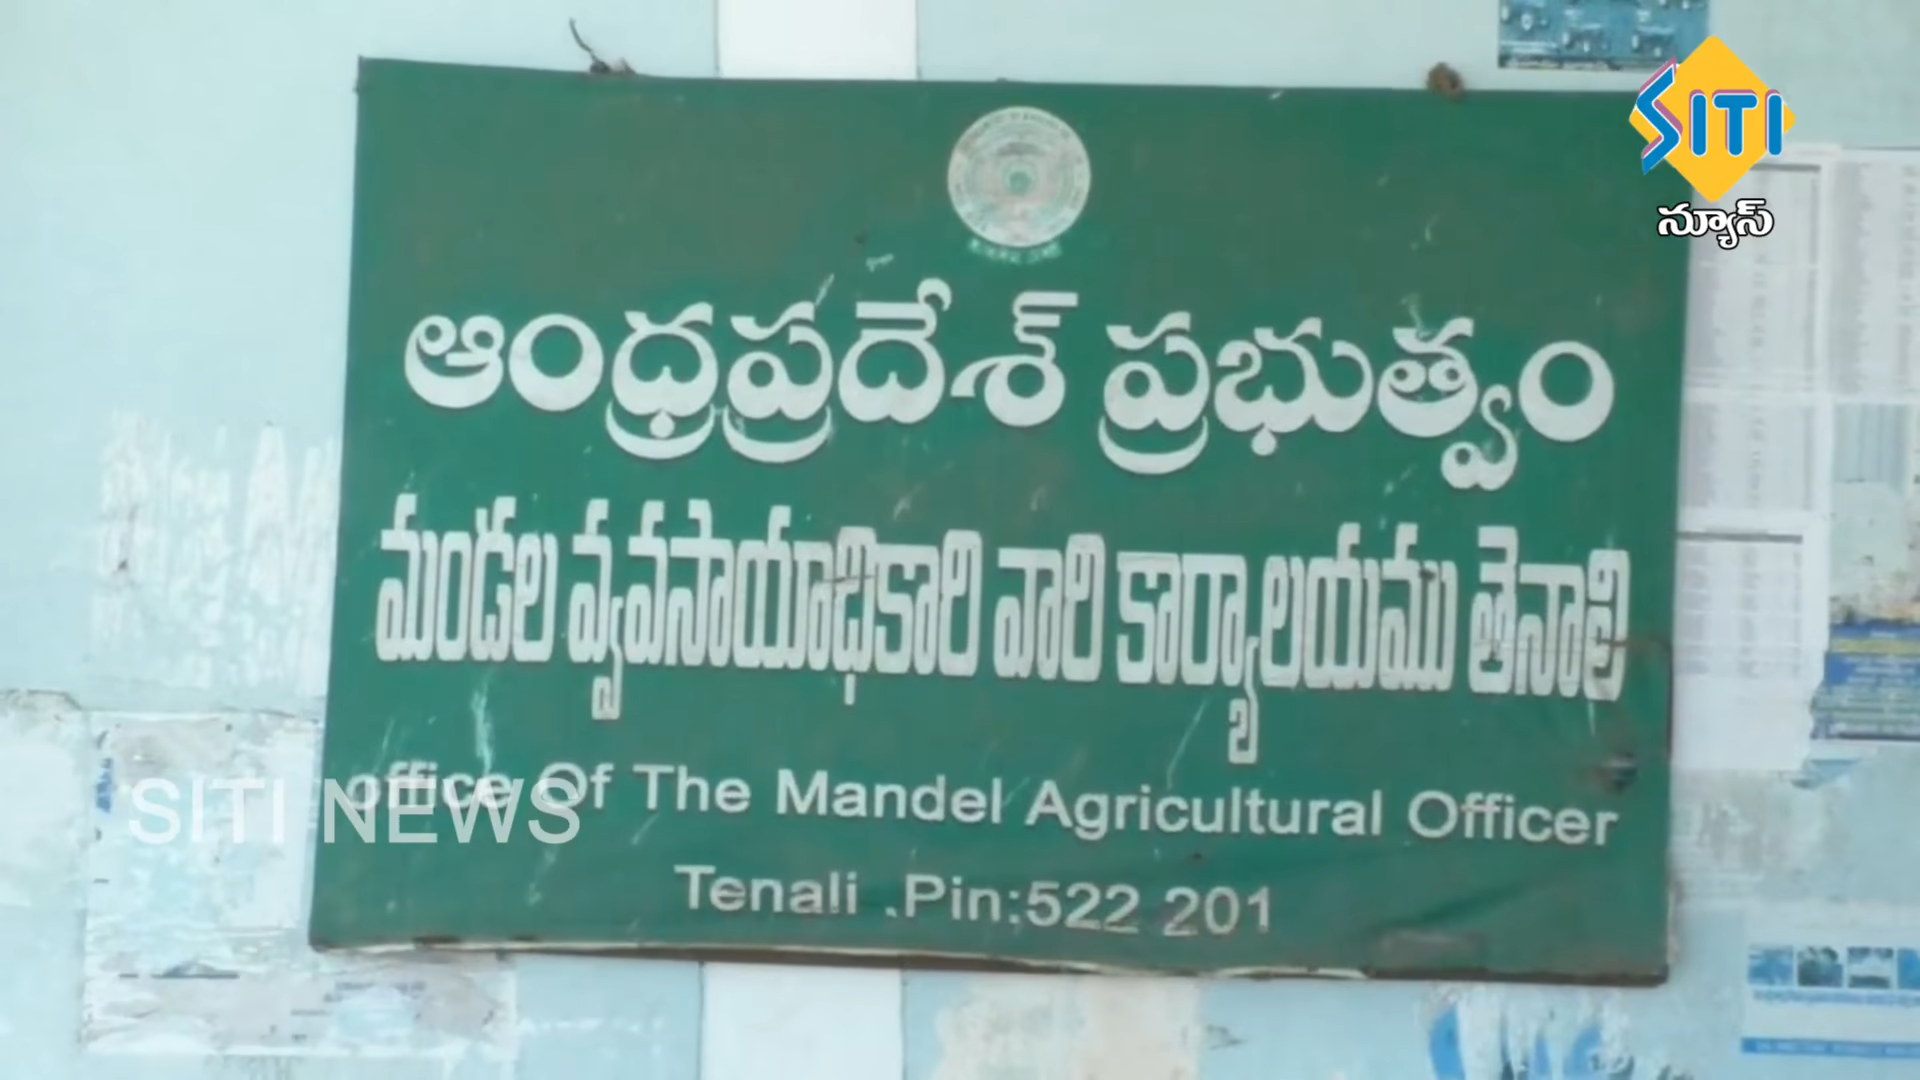 SITI
న్యూస్
ఆంధ్రప్రదేశ్ ప్రభుత్వం
మండల వ్యవసాయాధికారి వారి కార్యాలయము తెనాలి
office Of The Mandel Agricultural Officer
SITI NEWS
Tenali .Pin:522 201